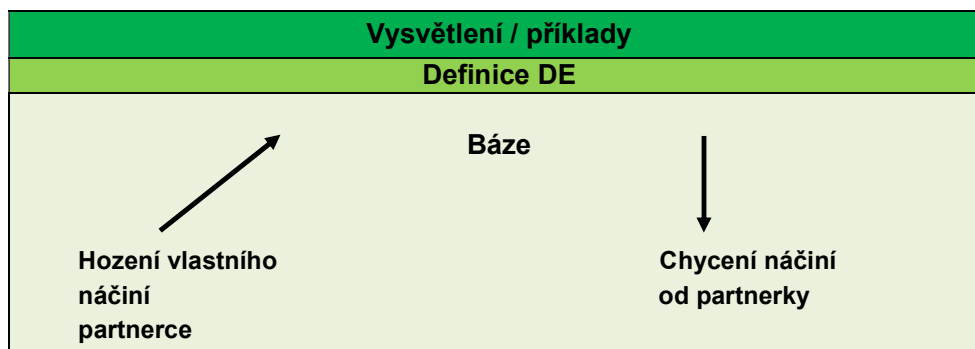 Vysvětlení / příklady
Definice DE
Báze
Hození vlastního
náčiní
partnerce
Chycení náčiní
od partnerky